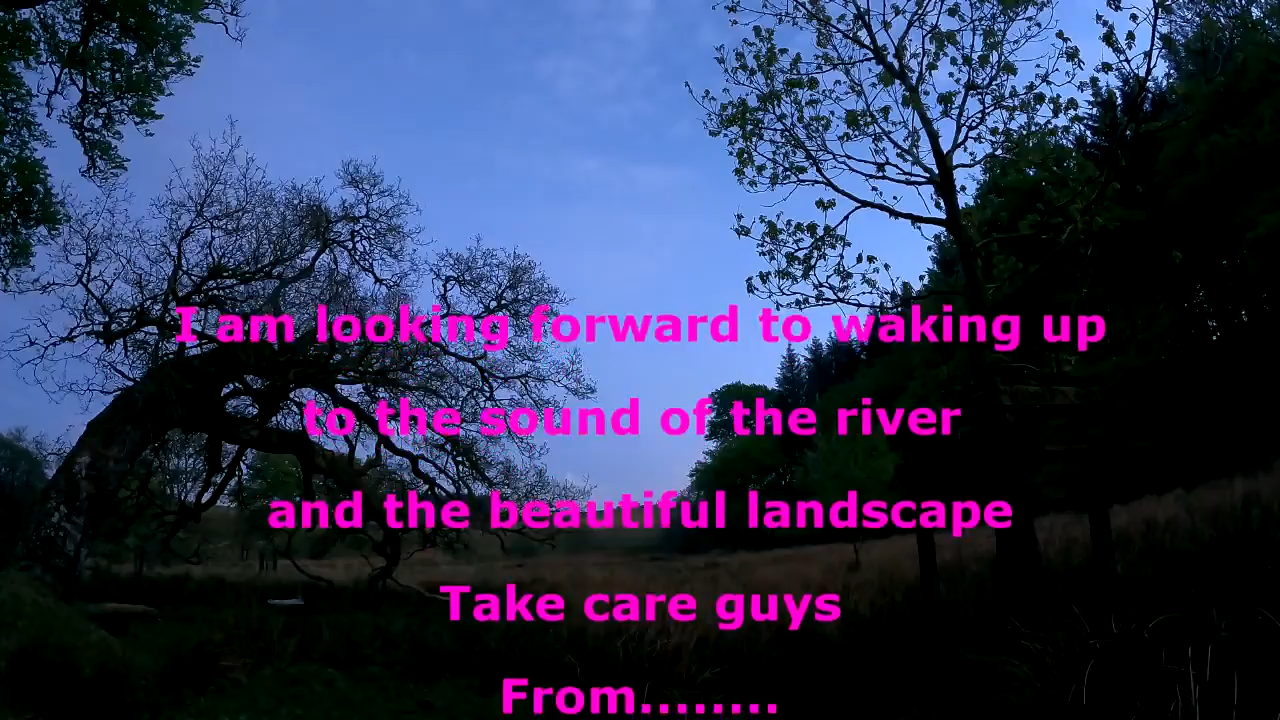 I am looking forward to waking up
to the sound of the river
and the beautiful landscape
Take care guys
From........